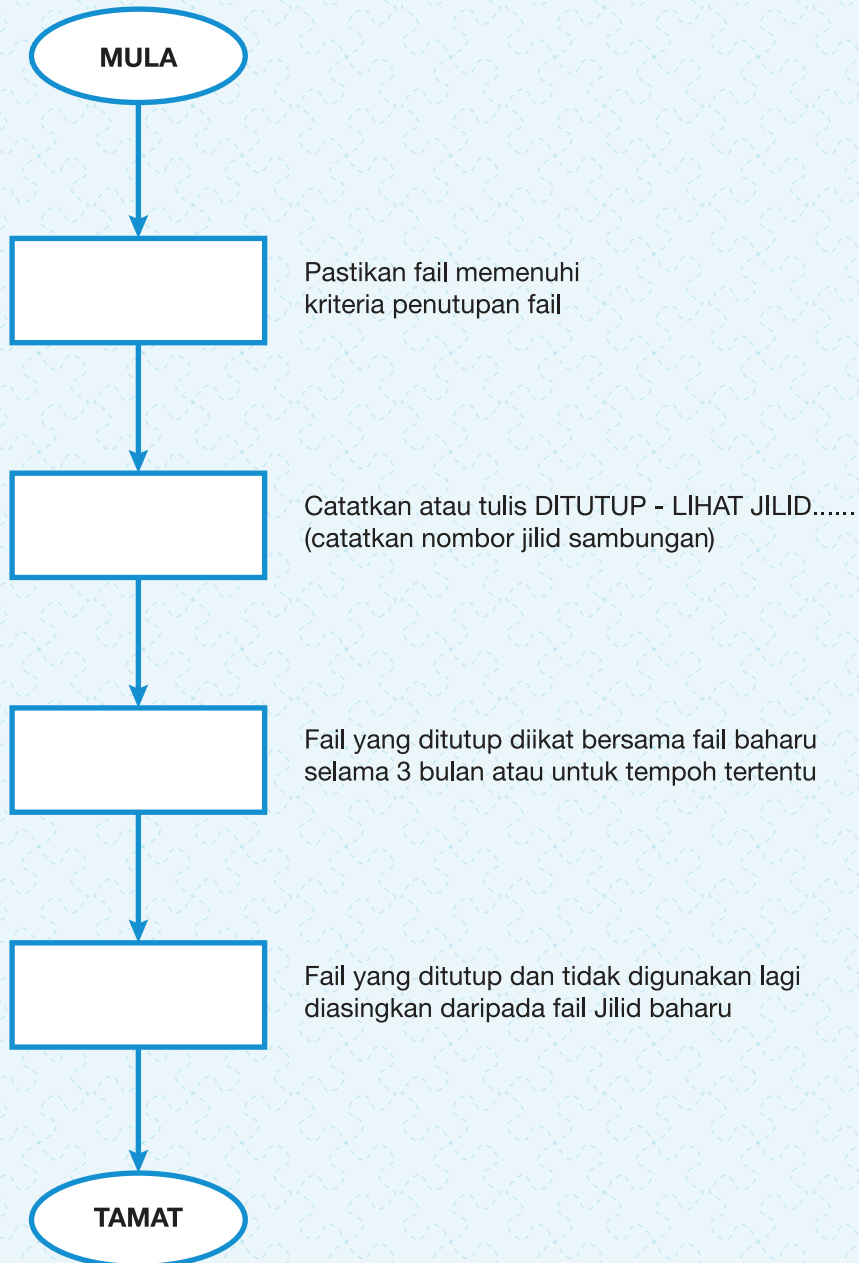 MULA
Pastikan fail memenuhi
kriteria penutupan fail
Catatkan atau tulis DITUTUP - LIHAT JILID......
(catatkan nombor jilid sambungan)
Fail yang ditutup diikat bersama fail baharu
selama 3 bulan atau untuk tempoh tertentu
Fail yang ditutup dan tidak digunakan lagi
diasingkan daripada fail Jilid baharu
TAMAT